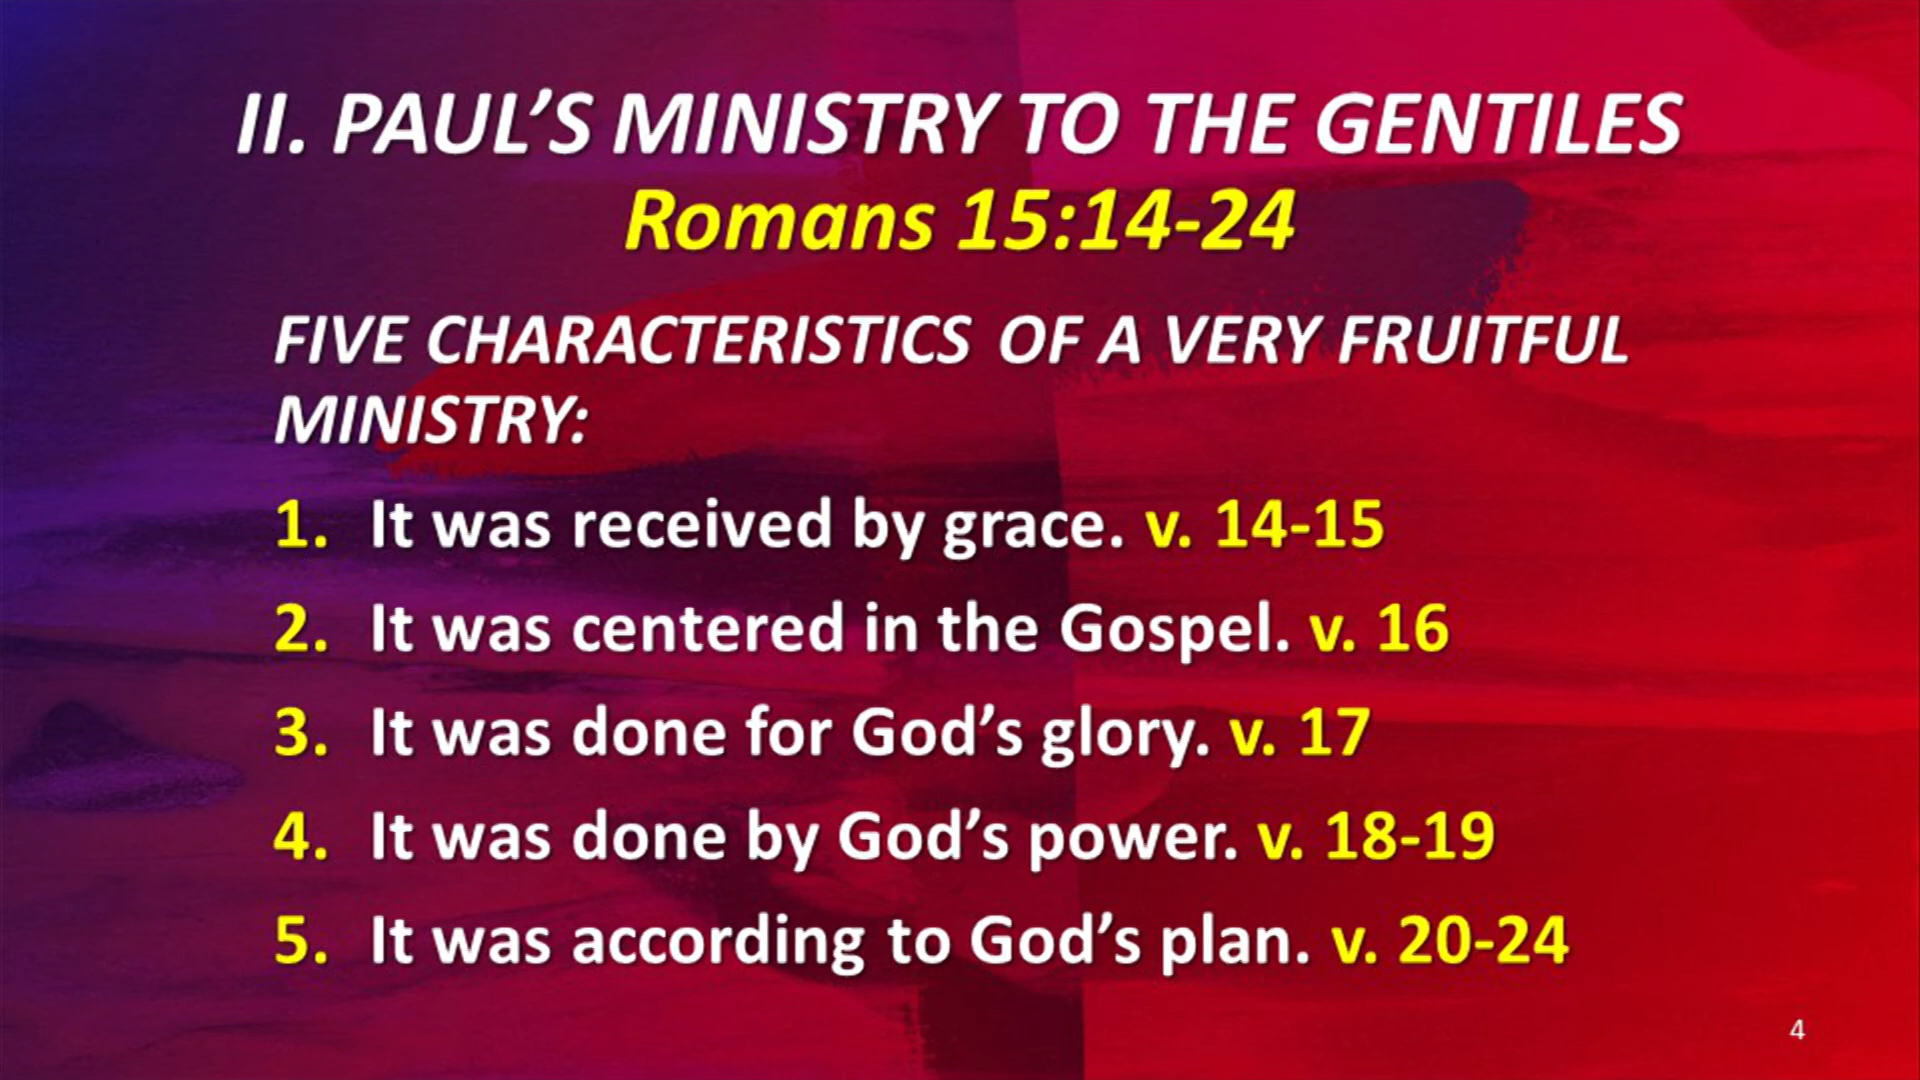 II. PAUL’S MINISTRY TO THE GENTILES
Romans 15:14-24
FIVE CHARACTERISTICS OF A VERY FRUITFUL
MINISTRY:
1. It was received by grace. v. 14-15
2. It was centered in the Gospel. v. 16
3. It was done for God’s glory. v. 17
4. It was done by God’s power. v. 18-19
5. It was according to God’s plan. v. 20-24
4